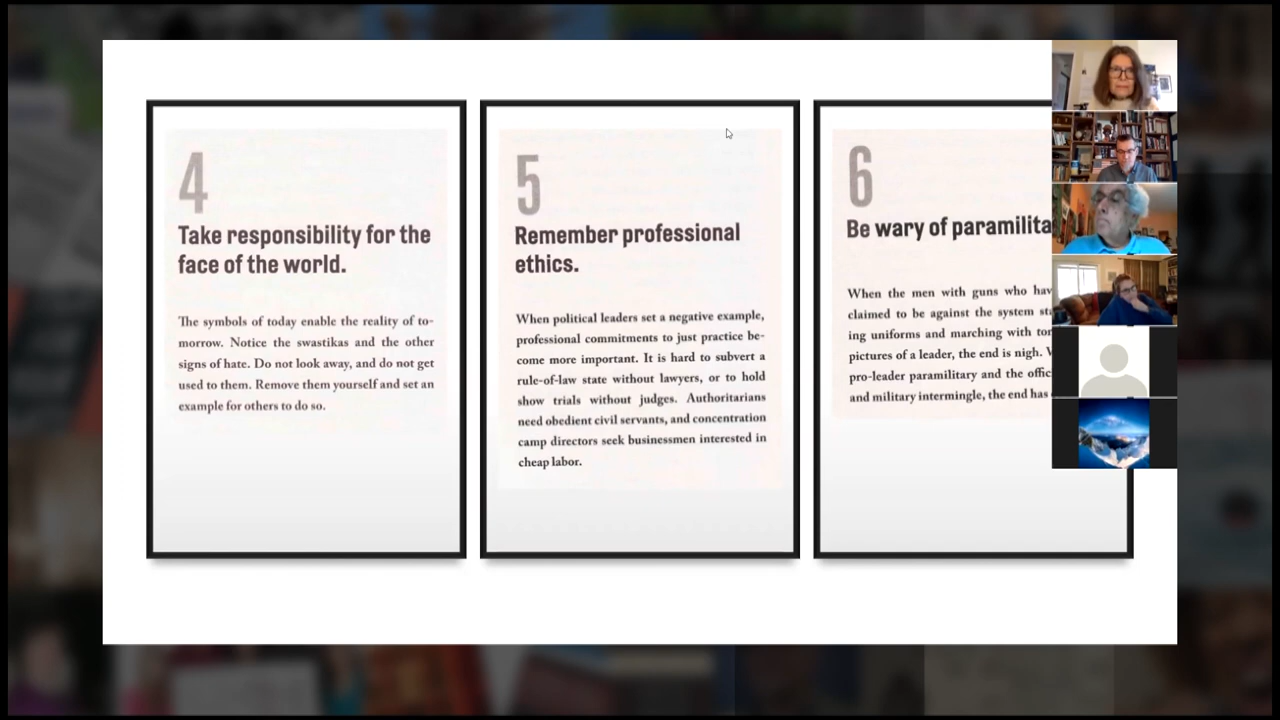 4
Take responsibility for the
face of the world.
The symbols of today enable the reality of to-
morrow. Notice the swastikas and the other
signs of hate. Do not look away, and do not get
used to them. Remove them yourself and set an
example for others to do so.
5
Remember professional
ethics.
When political leaders set a negative example,
professional commitments to just practice be-
come more important. It is hard to subvert a
rule-of-law state without lawyers, or to hold
show trials without judges. Authoritarians
need obedient civil servants, and concentration
camp directors seek businessmen interested in
cheap labor.
6
Be wary of paramilita
When the men with guns who hav
claimed to be against the system st
ing uniforms and marching with tor
pictures of a leader, the end is nigh.
pro-leader paramilitary and the offic
and military intermingle, the end has